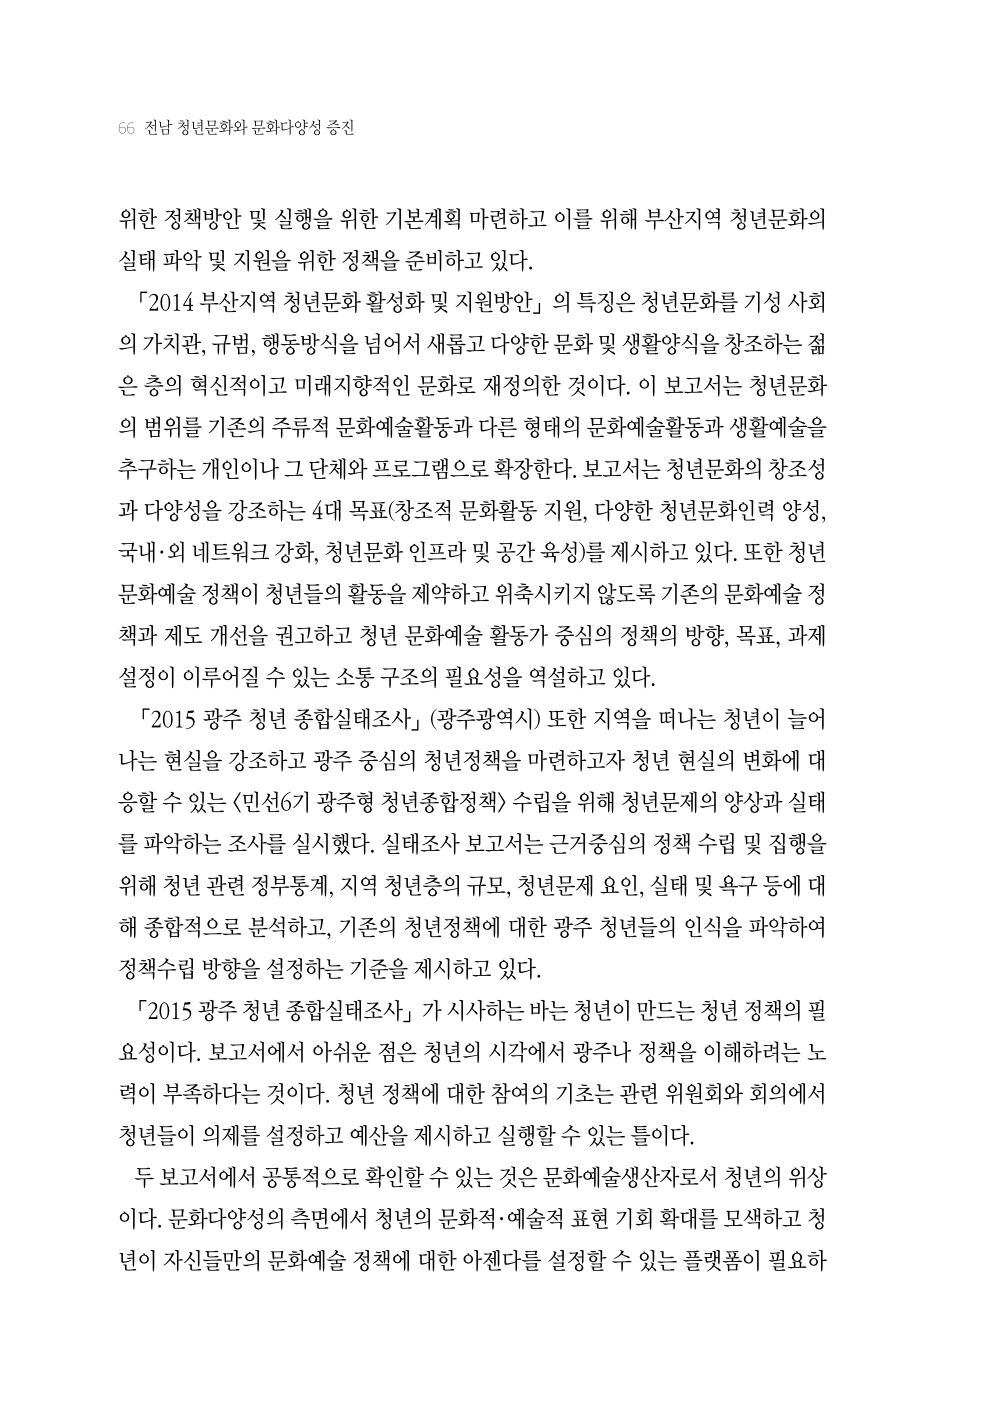 66 전남 청년문화와 문화다양성 증진
위한 정책방안 및 실행을 위한 기본계획 마련하고 이를 위해 부산지역 청년문화의
실태 파악 및 지원을 위한 정책을 준비하고 있다.
「2014 부산지역 청년문화 활성화 및 지원방안」의 특징은 청년문화를 기성 사회
의 가치관, 규범, 행동방식을 넘어서 새롭고 다양한 문화 및 생활양식을 창조하는 젊
은 층의 혁신적이고 미래지향적인 문화로 재정의한 것이다. 이 보고서는 청년문화
의 범위를 기존의 주류적 문화예술활동과 다른 형태의 문화예술활동과 생활예술을
추구하는 개인이나 그 단체와 프로그램으로 확장한다. 보고서는 청년문화의 창조성
과 다양성을 강조하는 4대 목표(창조적 문화활동 지원, 다양한 청년문화인력 양성,
국내·외 네트워크 강화, 청년문화 인프라 및 공간 육성)를 제시하고 있다. 또한 청년
문화예술 정책이 청년들의 활동을 제약하고 위축시키지 않도록 기존의 문화예술 정
책과 제도 개선을 권고하고 청년 문화예술 활동가 중심의 정책의 방향, 목표, 과제
설정이 이루어질 수 있는 소통 구조의 필요성을 역설하고 있다.
「2015 광주 청년 종합실태조사」(광주광역시) 또한 지역을 떠나는 청년이 늘어
나는 현실을 강조하고 광주 중심의 청년정책을 마련하고자 청년 현실의 변화에 대
응할 수 있는 〈민선6기 광주형 청년종합정책〉 수립을 위해 청년문제의 양상과 실태
를 파악하는 조사를 실시했다. 실태조사 보고서는 근거중심의 정책 수립 및 집행을
위해 청년 관련 정부통계, 지역 청년층의 규모, 청년문제 요인, 실태 및 욕구 등에 대
해 종합적으로 분석하고, 기존의 청년정책에 대한 광주 청년들의 인식을 파악하여
정책수립 방향을 설정하는 기준을 제시하고 있다.
「2015 광주 청년 종합실태조사」가 시사하는 바는 청년이 만드는 청년 정책의 필
요성이다. 보고서에서 아쉬운 점은 청년의 시각에서 광주나 정책을 이해하려는 노
력이 부족하다는 것이다. 청년 정책에 대한 참여의 기초는 관련 위원회와 회의에서
청년들이 의제를 설정하고 예산을 제시하고 실행할 수 있는 틀이다.
두 보고서에서 공통적으로 확인할 수 있는 것은 문화예술생산자로서 청년의 위상
이다. 문화다양성의 측면에서 청년의 문화적·예술적 표현 기회 확대를 모색하고 청
년이 자신들만의 문화예술 정책에 대한 아젠다를 설정할 수 있는 플랫폼이 필요하